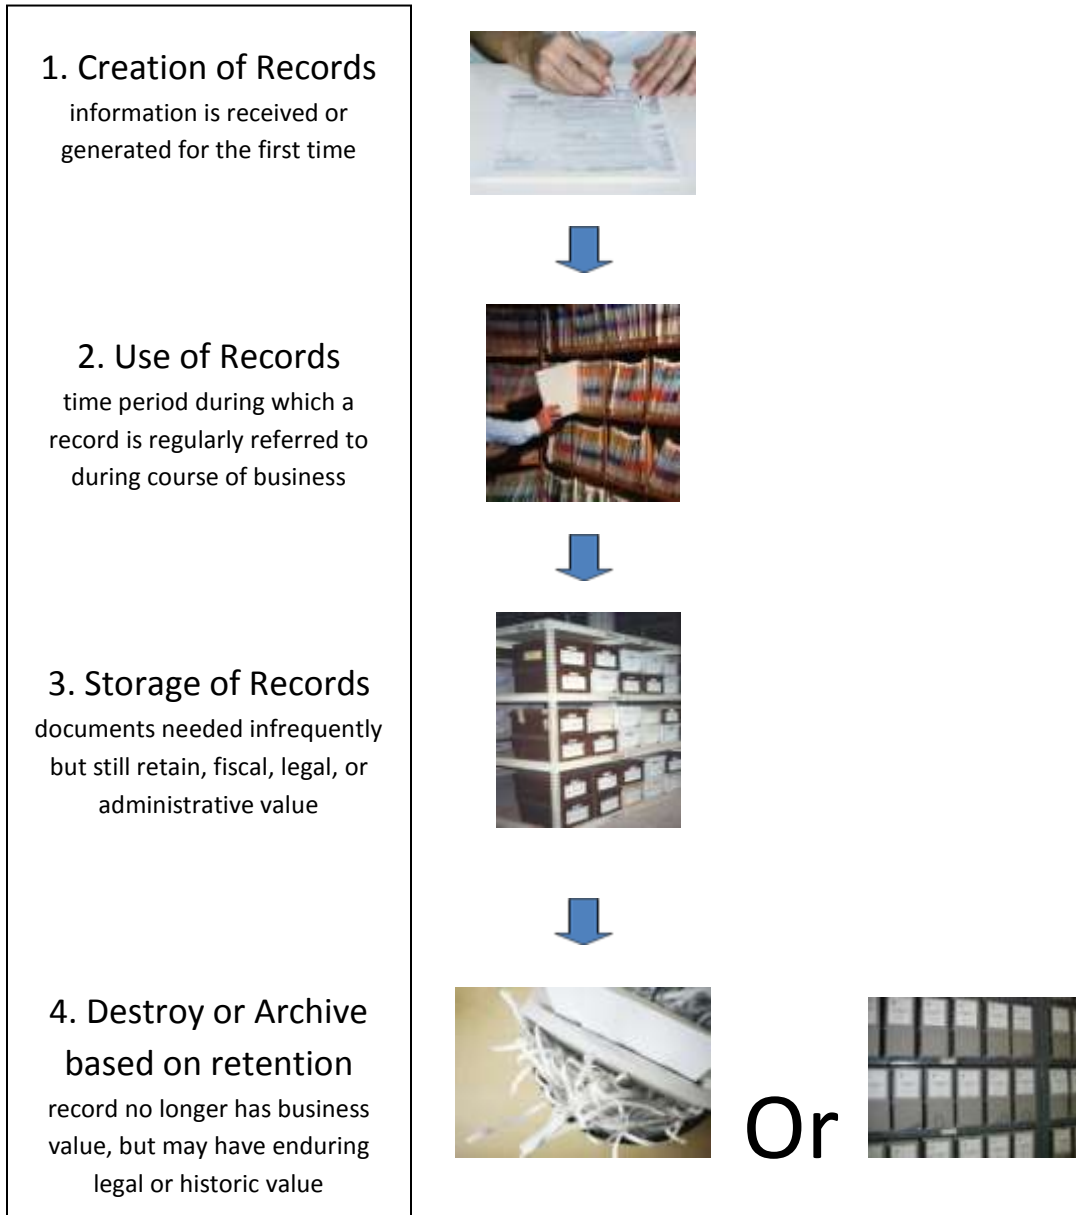 1. Creation of Records
information is received or
generated for the first time
2. Use of Records
time period during which a
record is regularly referred to
during course of business
3. Storage of Records
documents needed infrequently
but still retain, fiscal, legal, or
administrative value
4. Destroy or Archive
based on retention
record no longer has business
value, but may have enduring
legal or historic value
Or